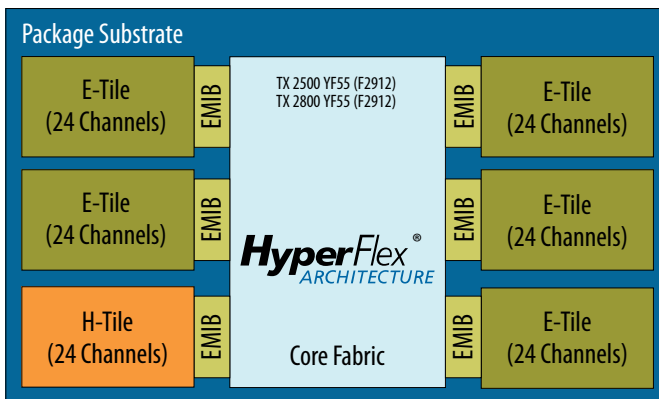 Package Substrate
E-Tile
(24 Channels)
EMIB
TX 2500 YF55 (F2912)
TX 2800 YF55 (F2912)
EMIB
E-Tile
(24 Channels)
E-Tile
(24 Channels)
EMIB
HyperFlex®
ARCHITECTURE
EMIB
E-Tile
(24 Channels)
H-Tile
(24 Channels)
EMIB
Core Fabric
EMIB
E-Tile
(24 Channels)